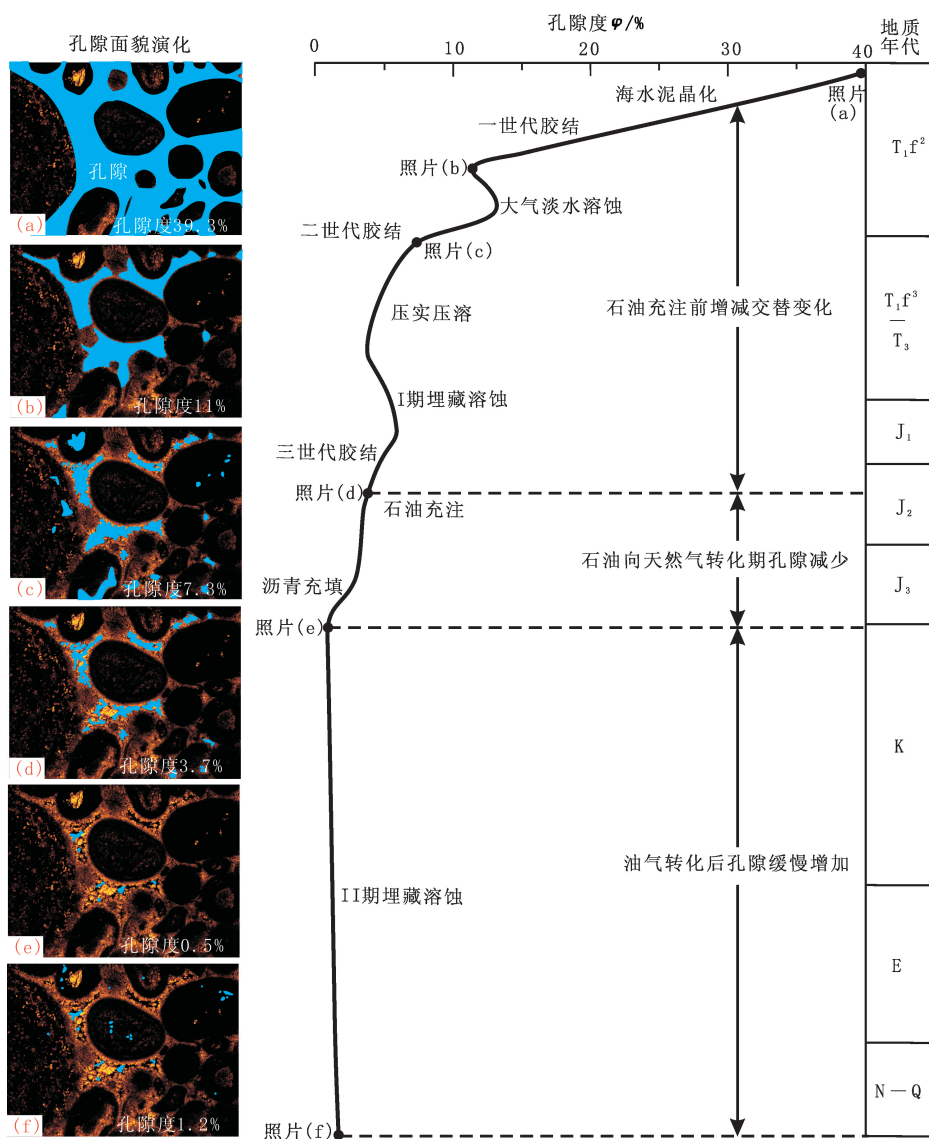 孔隙面貌演化
孔隙
(a)
孔隙度39.3%
(b)
孔隙度11%
(c)
孔隙度7.3%
(d)
孔隙度3.7%
(e)
孔隙度0.5%
(f)
孔隙度1.2%
孔隙度φ/%
0
10
20
30
40
海水泥晶化
照片
(a)
一世代胶结
照片(b)
大气淡水溶蚀
二世代胶结
照片(c)
压实压溶
石油充注前增减交替变化
I期埋藏溶蚀
三世代胶结
照片(d)
石油充注
石油向天然气转化期孔隙减少
沥青充填
照片(e)
油气转化后孔隙缓慢增加
II期埋藏溶蚀
照片(f)
地质
年代
T₁f²
T₁f³
—
T₃
J₁
J₂
J₃
K
E
N—Q